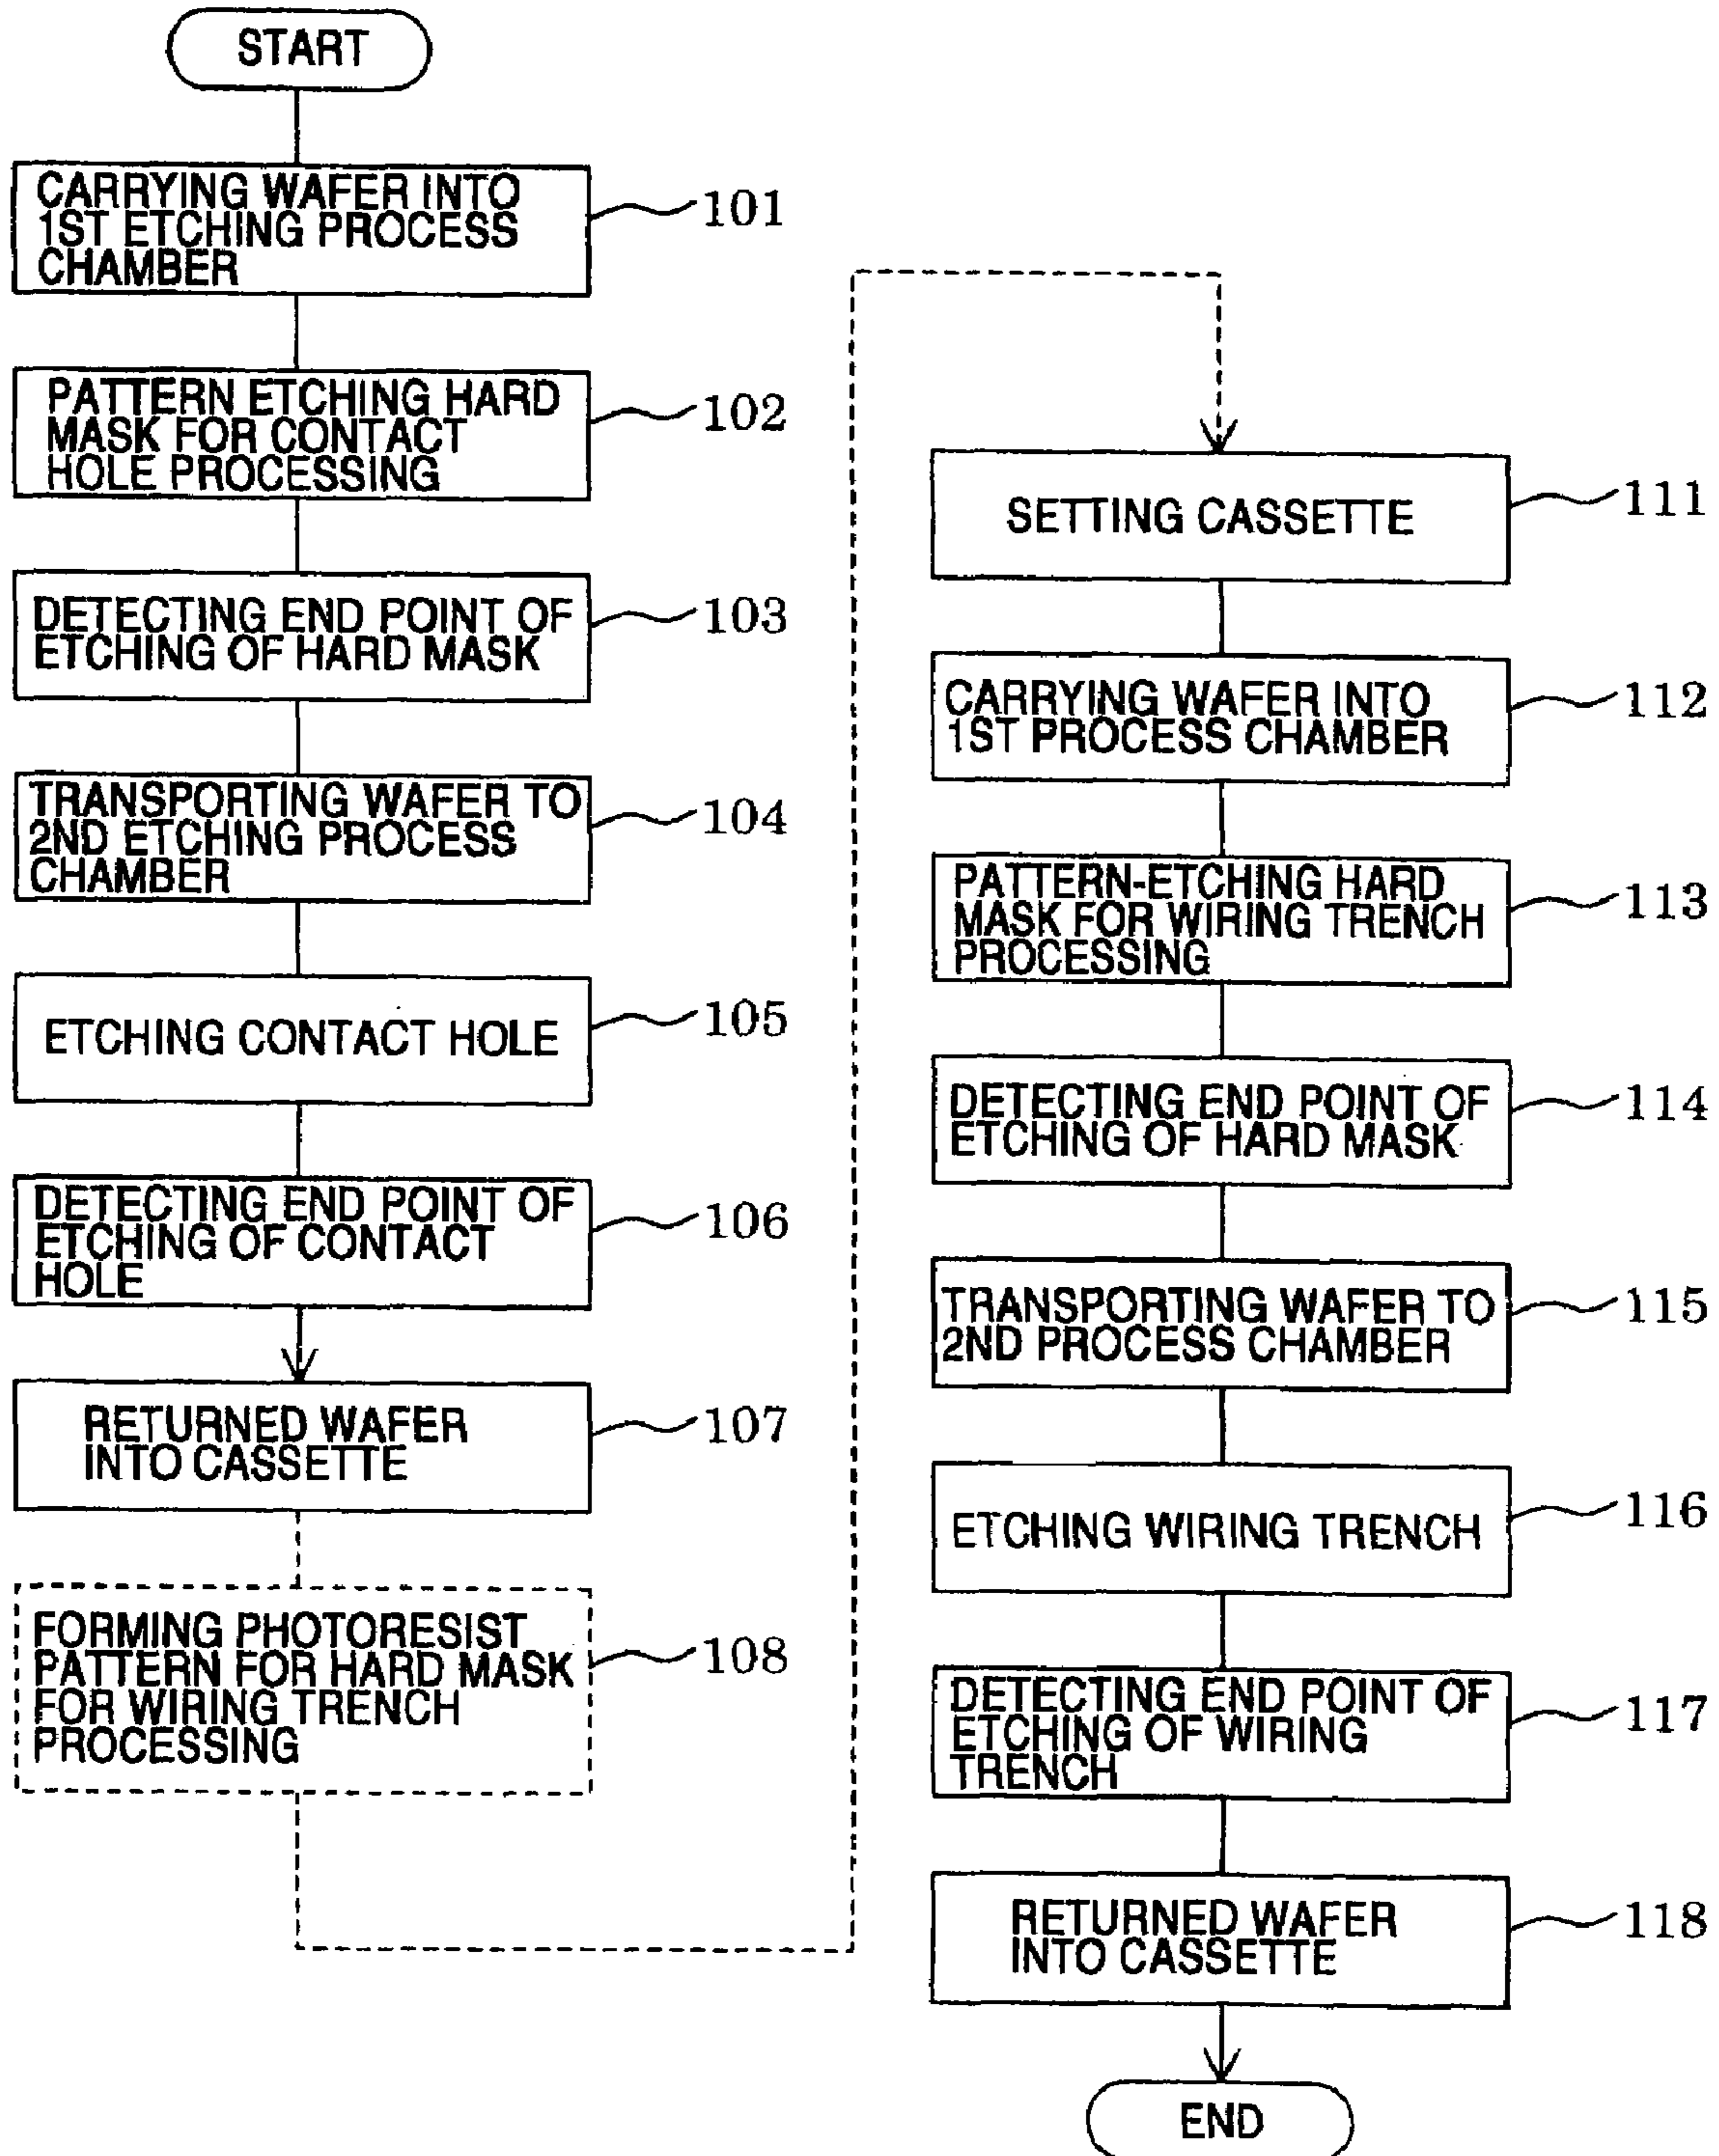 START
CARRYING WAFER INTO
1ST ETCHING PROCESS
CHAMBER
101
PATTERN ETCHING HARD
MASK FOR CONTACT
HOLE PROCESSING
102
DETECTING END POINT OF
ETCHING OF HARD MASK
103
TRANSPORTING WAFER TO
2ND ETCHING PROCESS
CHAMBER
104
ETCHING CONTACT HOLE
105
DETECTING END POINT OF
ETCHING OF CONTACT
HOLE
106
RETURNED WAFER
INTO CASSETTE
107
FORMING PHOTORESIST
PATTERN FOR HARD MASK
FOR WIRING TRENCH
PROCESSING
108
SETTING CASSETTE
111
CARRYING WAFER INTO
1ST PROCESS CHAMBER
112
PATTERN-ETCHING HARD
MASK FOR WIRING TRENCH
PROCESSING
113
DETECTING END POINT OF
ETCHING OF HARD MASK
114
TRANSPORTING WAFER TO
2ND PROCESS CHAMBER
115
ETCHING WIRING TRENCH
116
DETECTING END POINT OF
ETCHING OF WIRING
TRENCH
117
RETURNED WAFER
INTO CASSETTE
118
END